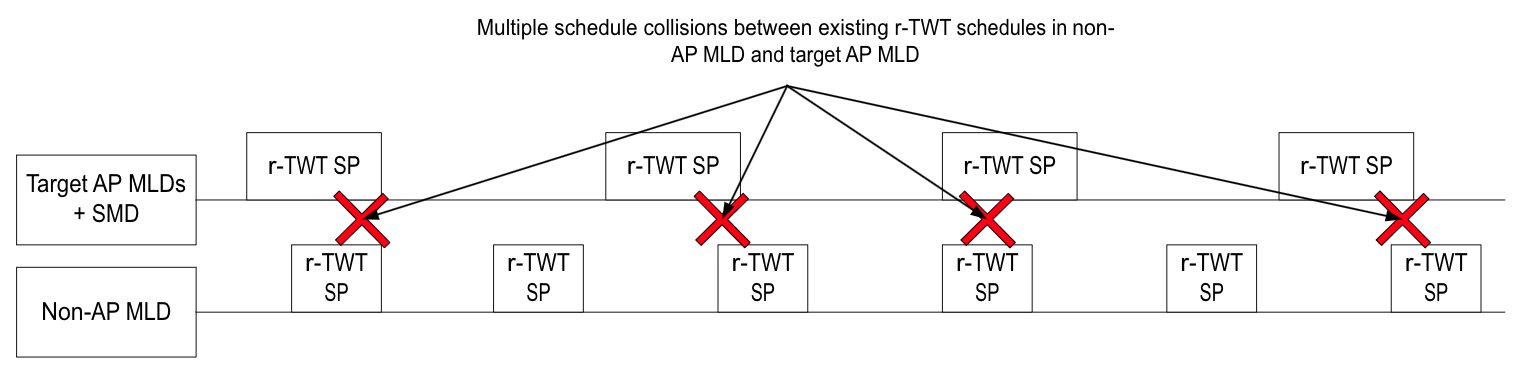 Multiple schedule collisions between existing r-TWT schedules in non-
AP MLD and target AP MLD
r-TWT SP
r-TWT SP
r-TWT SP
r-TWT SP
Target AP MLDs
+ SMD
r-TWT
SP
r-TWT
SP
r-TWT
SP
r-TWT
SP
r-TWT
SP
r-TWT
SP
Non-AP MLD